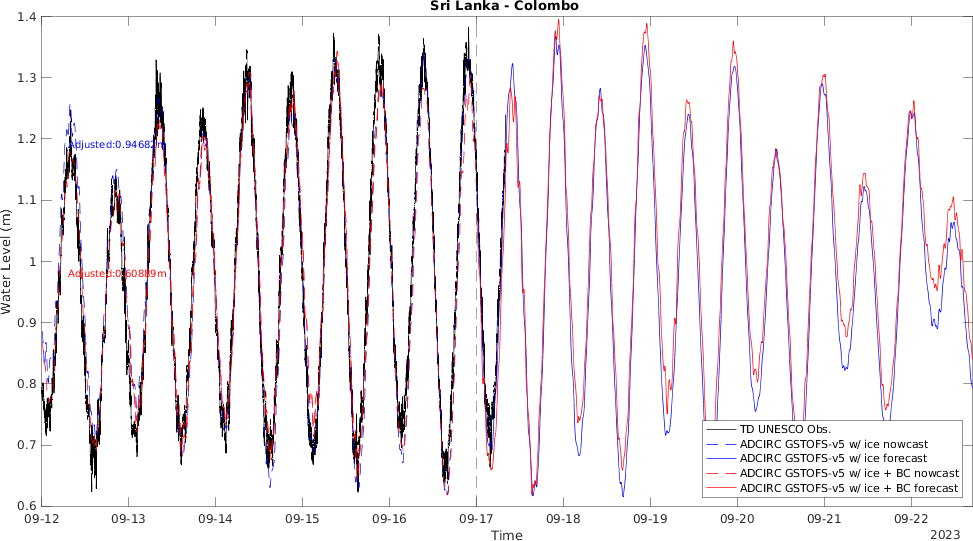 Sri Lanka - Colombo
Water Level (m)
1.4
1.3
1.2
1.1
1
0.9
0.8
0.7
0.6
Adjusted:0.94682m
Adjusted:0.60889m
TD UNESCO Obs.
ADCIRC GSTOFS-v5 w/ ice nowcast
ADCIRC GSTOFS-v5 w/ ice forecast
ADCIRC GSTOFS-v5 w/ ice + BC nowcast
ADCIRC GSTOFS-v5 w/ ice + BC forecast
09-12 09-13 09-14 09-15 09-16 09-17 09-18 09-19 09-20 09-21 09-22
Time
2023